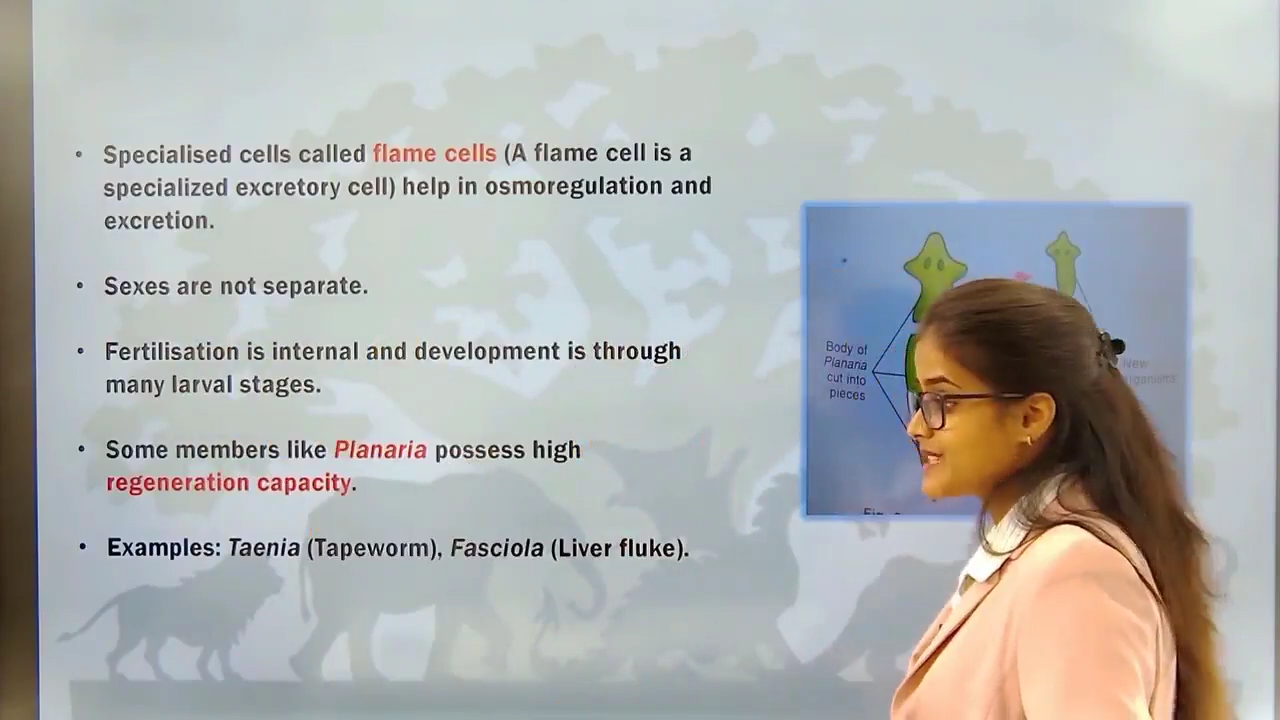 • Specialised cells called flame cells (A flame cell is a
specialized excretory cell) help in osmoregulation and
excretion.
• Sexes are not separate.
• Fertilisation is internal and development is through
many larval stages.
• Some members like Planaria possess high
regeneration capacity.
• Examples: Taenia (Tapeworm), Fasciola (Liver fluke).
Body of
Planaria
cut into
pieces
New